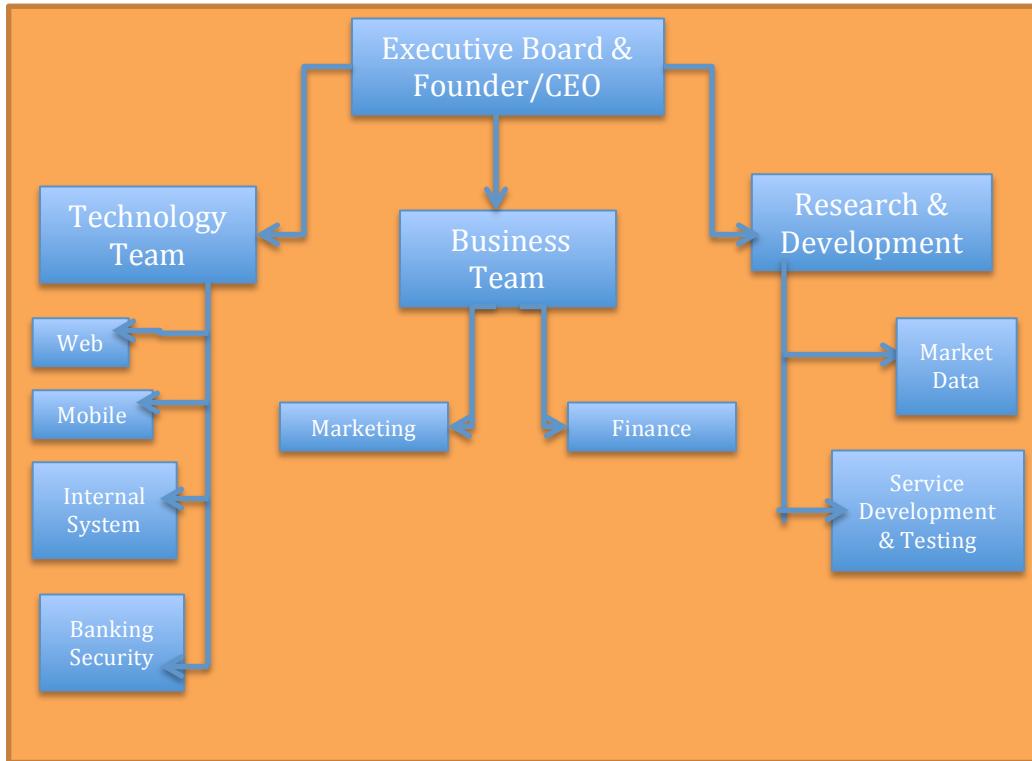 Executive Board &
Founder/CEO
Technology
Team
Business
Team
Research &
Development
Web
Mobile
Internal
System
Banking
Security
Marketing
Finance
Market
Data
Service
Development
& Testing